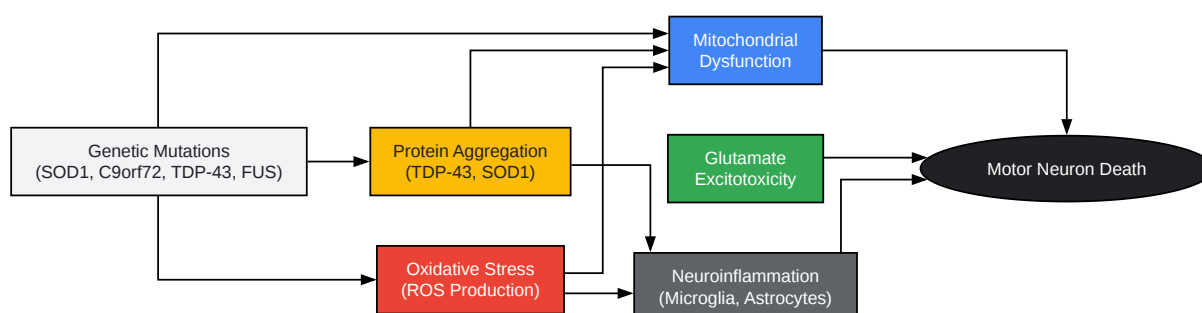 Mitochondrial
Dysfunction
Genetic Mutations
(SOD1, C9orf72, TDP-43, FUS)
Protein Aggregation
(TDP-43, SOD1)
Glutamate
Excitotoxicity
Motor Neuron Death
Oxidative Stress
(ROS Production)
Neuroinflammation
(Microglia, Astrocytes)